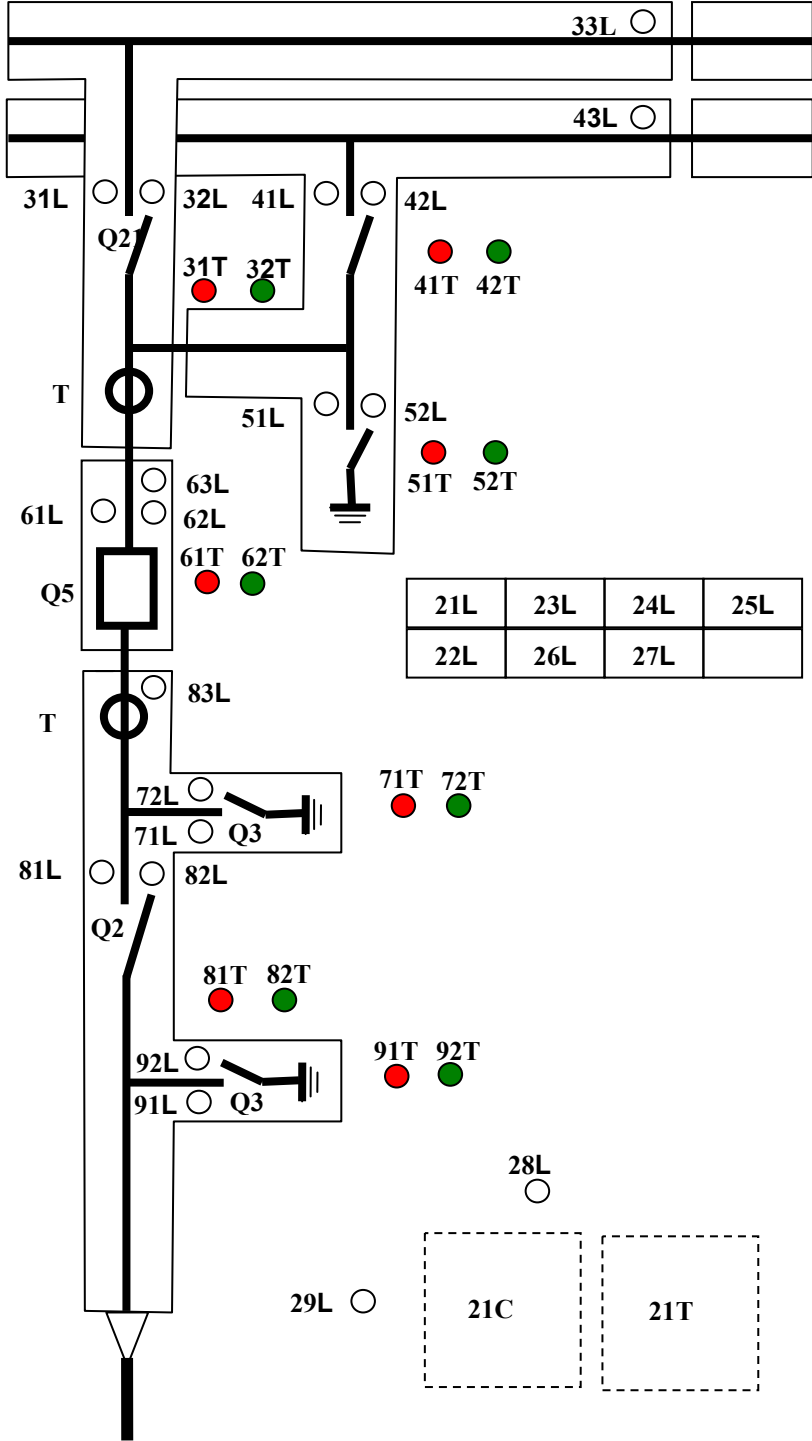 33L
43L
31L 32L 41L 42L
Q21
31T 32T
41T 42T
T
51L 52L
51T 52T
63L
61L 62L
61T 62T
Q5
21L 23L 24L 25L
22L 26L 27L
83L
T
71T 72T
72L
71L Q3
81L 82L
Q2
81T 82T
91T 92T
92L
91L Q3
28L
29L 21C 21T